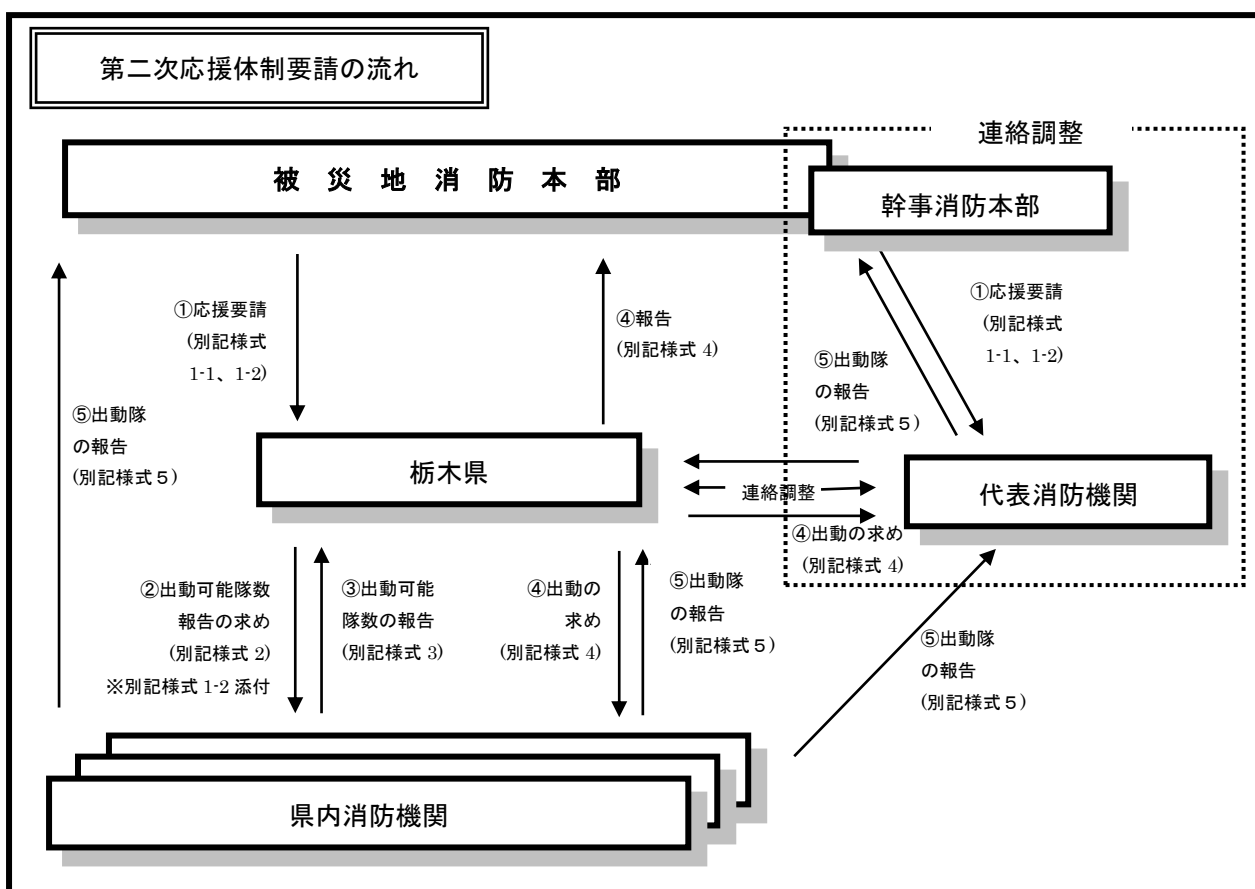 第二次応援体制要請の流れ
連絡調整
被災地消防本部
幹事消防本部
①応援要請
(別記様式
1-1、1-2)
④報告
(別記様式 4)
①応援要請
(別記様式
1-1、1-2)
⑤出動隊
の報告
(別記様式５)
⑤出動隊
の報告
(別記様式５)
栃木県
連絡調整
代表消防機関
④出動の求め
(別記様式 4)
②出動可能隊数
報告の求め
(別記様式 2)
※別記様式 1-2 添付
③出動可能
隊数の報告
(別記様式 3)
④出動の
求め
(別記様式 4)
⑤出動隊
の報告
(別記様式５)
⑤出動隊
の報告
(別記様式５)
県内消防機関